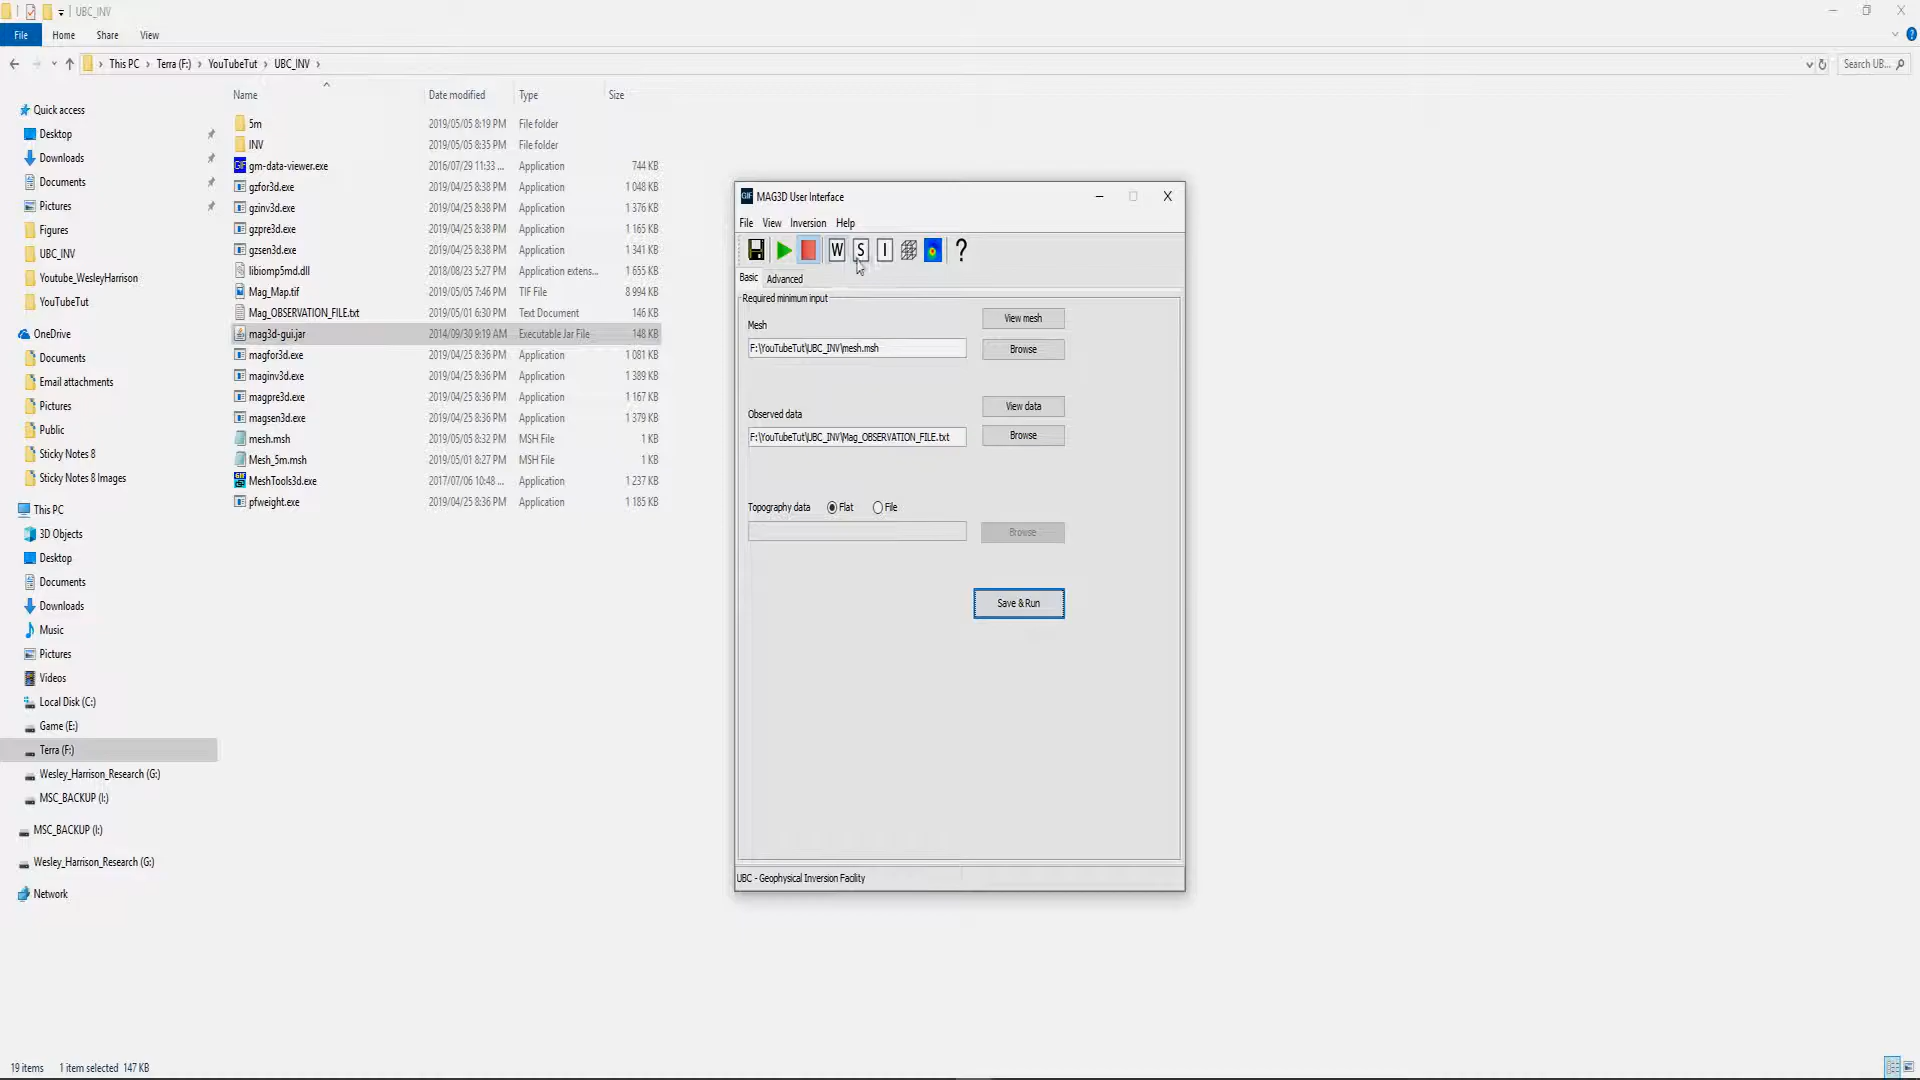 UBC_INV
File Home Share View
This PC Terra (F:) YouTubeTut UBC_INV
Search UB...
Name Date modified Type Size
Quick access
Desktop
Downloads
Documents
Pictures
Figures
UBC_INV
Youtube_WesleyHarrison
YouTubeTut
OneDrive
Documents
Email attachments
Pictures
Public
Sticky Notes 8
Sticky Notes 8 Images
This PC
3D Objects
Desktop
Documents
Downloads
Music
Pictures
Videos
Local Disk (C:)
Game (E:)
Terra (F:)
Wesley_Harrison_Research (G:)
MSC_BACKUP (I:)
MSC_BACKUP (I:)
Wesley_Harrison_Research (G:)
Network
5m 2019/05/05 8:19 PM File folder
INV 2019/05/05 8:35 PM File folder
gm-data-viewer.exe 2016/07/29 11:33 ... Application 744 KB
gzfor3d.exe 2019/04/25 8:38 PM Application 1 048 KB
gzinv3d.exe 2019/04/25 8:38 PM Application 1 376 KB
gzpre3d.exe 2019/04/25 8:38 PM Application 1 165 KB
gzsen3d.exe 2019/04/25 8:38 PM Application 1 341 KB
libiomp5md.dll 2018/08/23 5:27 PM Application extens... 1 655 KB
Mag_Map.tif 2019/05/05 7:46 PM TIF File 8 994 KB
Mag_OBSERVATION_FILE.txt 2019/05/01 6:30 PM Text Document 146 KB
mag3d-gui.jar 2014/09/30 9:19 AM Executable Jar File 148 KB
magfor3d.exe 2019/04/25 8:36 PM Application 1 081 KB
maginv3d.exe 2019/04/25 8:36 PM Application 1 389 KB
magpre3d.exe 2019/04/25 8:36 PM Application 1 167 KB
magsen3d.exe 2019/04/25 8:36 PM Application 1 379 KB
mesh.msh 2019/05/05 8:32 PM MSH File 1 KB
Mesh_5m.msh 2019/05/01 8:27 PM MSH File 1 KB
MeshTools3d.exe 2017/07/06 10:48 ... Application 1 237 KB
pfweight.exe 2019/04/25 8:36 PM Application 1 185 KB
GIF MAG3D User Interface
File View Inversion Help
W S I ?
Basic Advanced
Required minimum input
View mesh
Mesh
F:\YouTubeTut\UBC_INV\mesh.msh Browse
View data
Observed data
F:\YouTubeTut\UBC_INV\Mag_OBSERVATION_FILE.txt Browse
Topography data Flat File
Browse
Save & Run
UBC - Geophysical Inversion Facility
19 items 1 item selected 147 KB